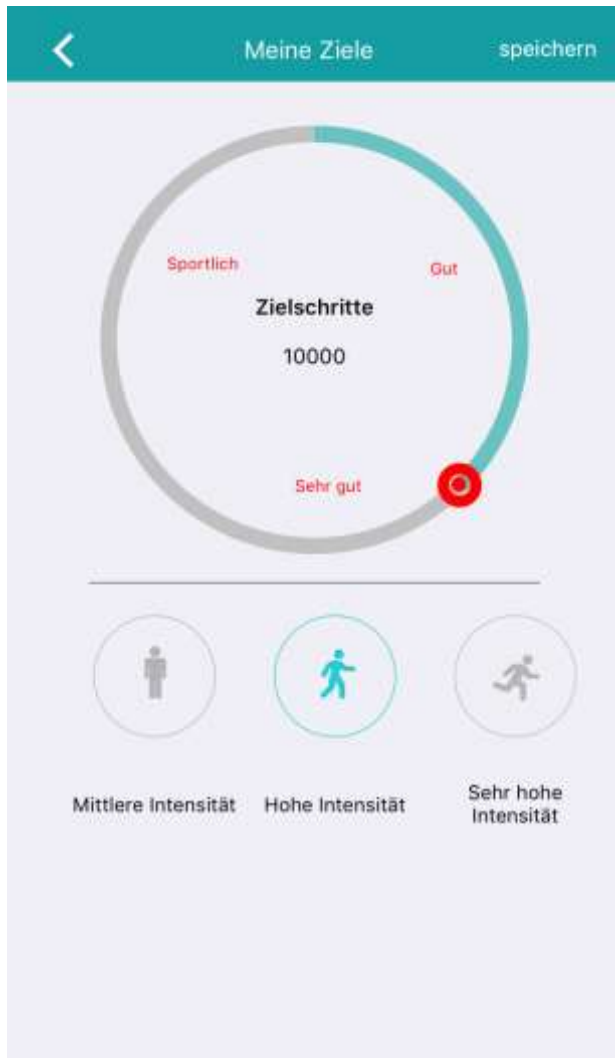 Meine Ziele
speichern
Sportlich
Gut
Zielschritte
10000
Sehr gut
Mittlere Intensität
Hohe Intensität
Sehr hohe
Intensität